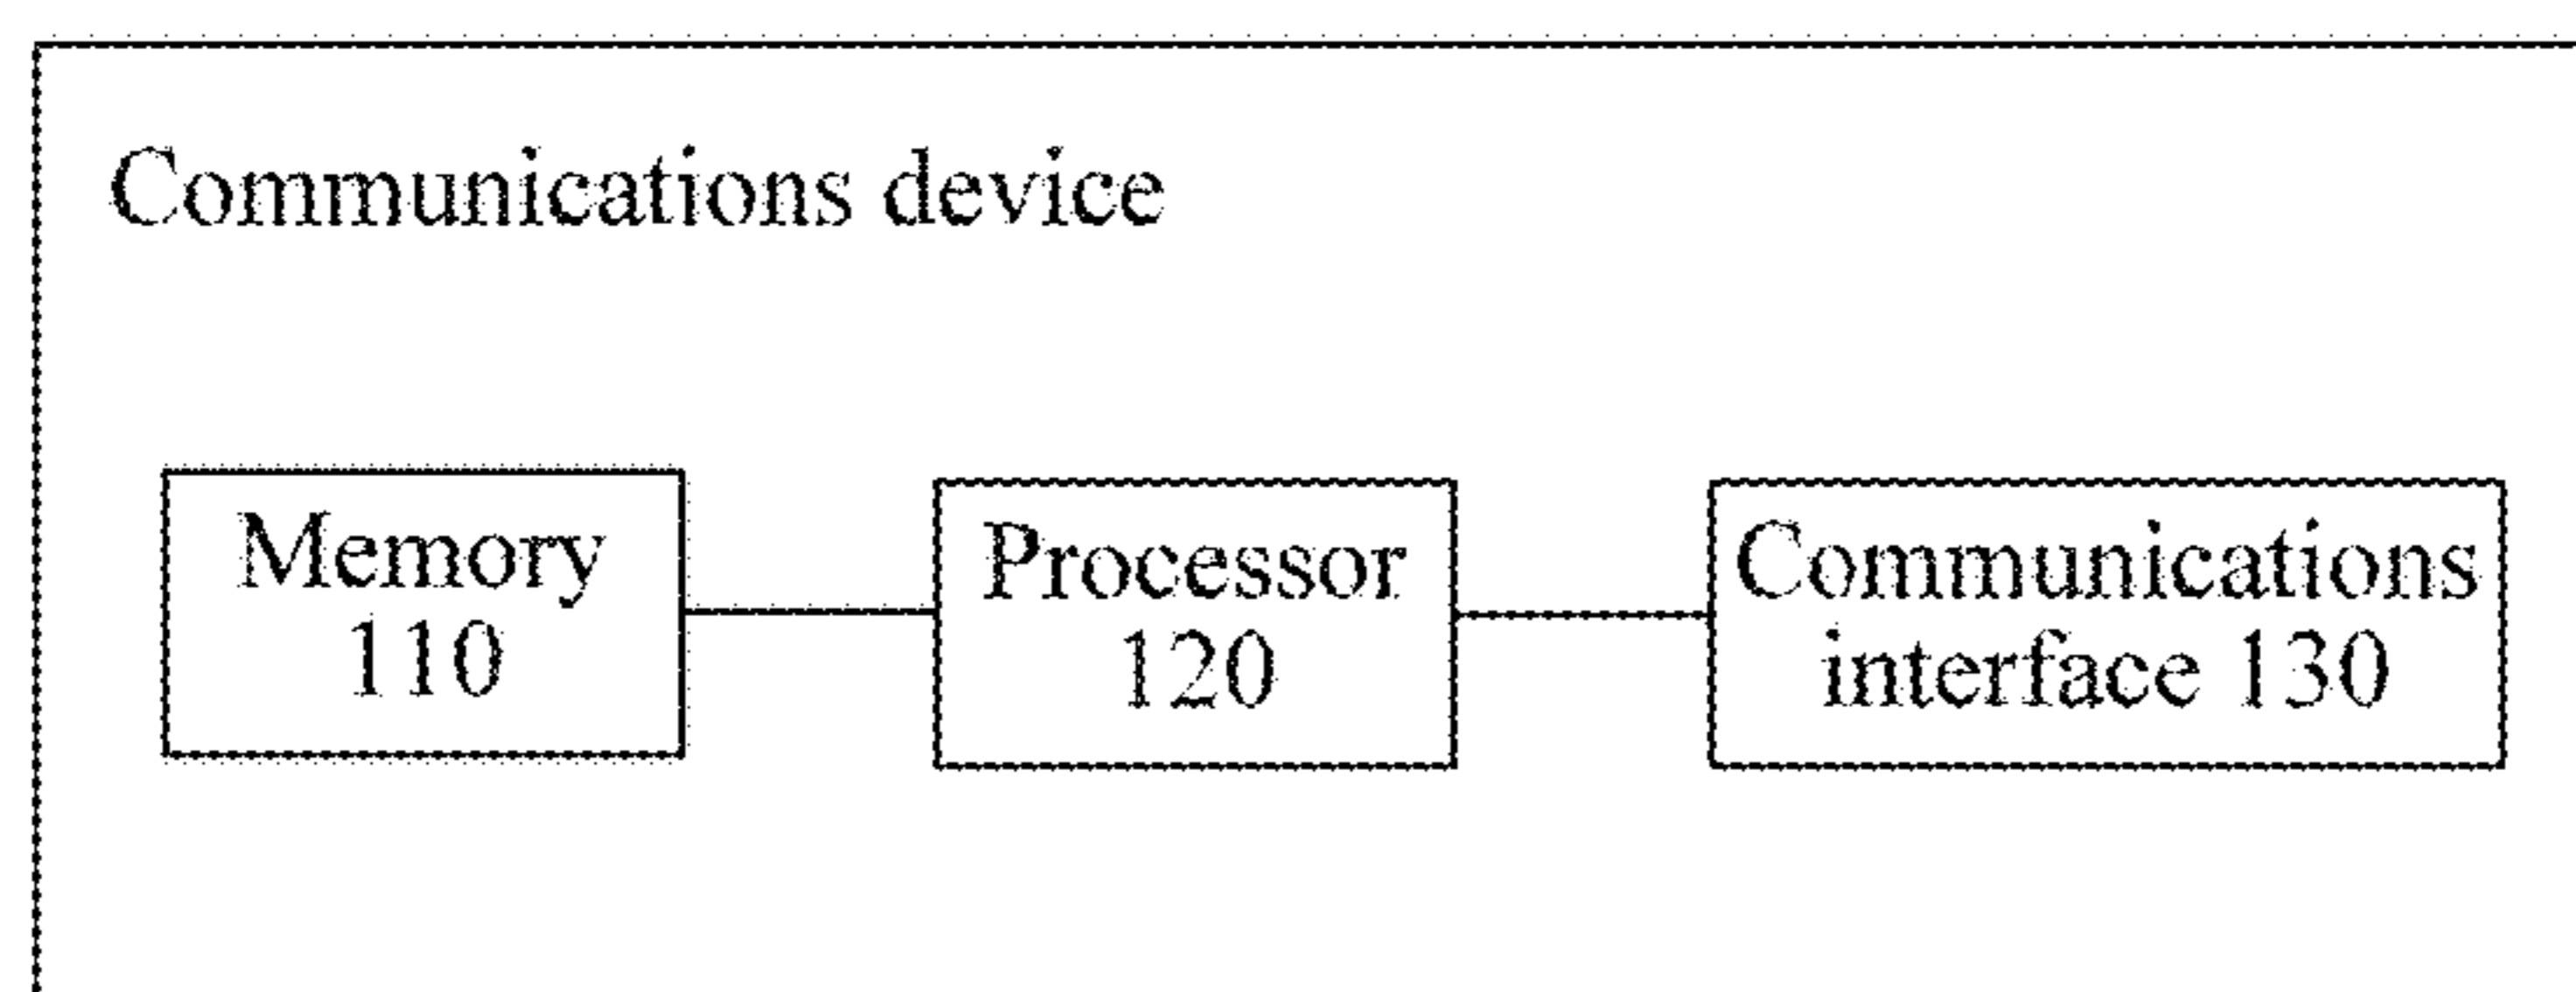 Communications device
Memory
110
Processor
120
Communications
interface 130